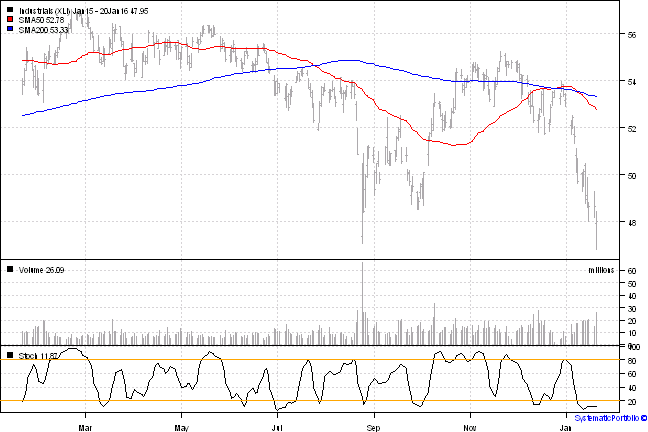 Industrials (XLI) Jan 15 - 20Jan16 47.95
SMA50 52.78
SMA200 53.33
56
54
52
50
48
Volume 26.09
millions
60
50
40
30
20
10
0
Stoch 11.87
100
80
60
40
20
Mar
May
Jul
Sep
Nov
Jan
SystematicPortfolio ©